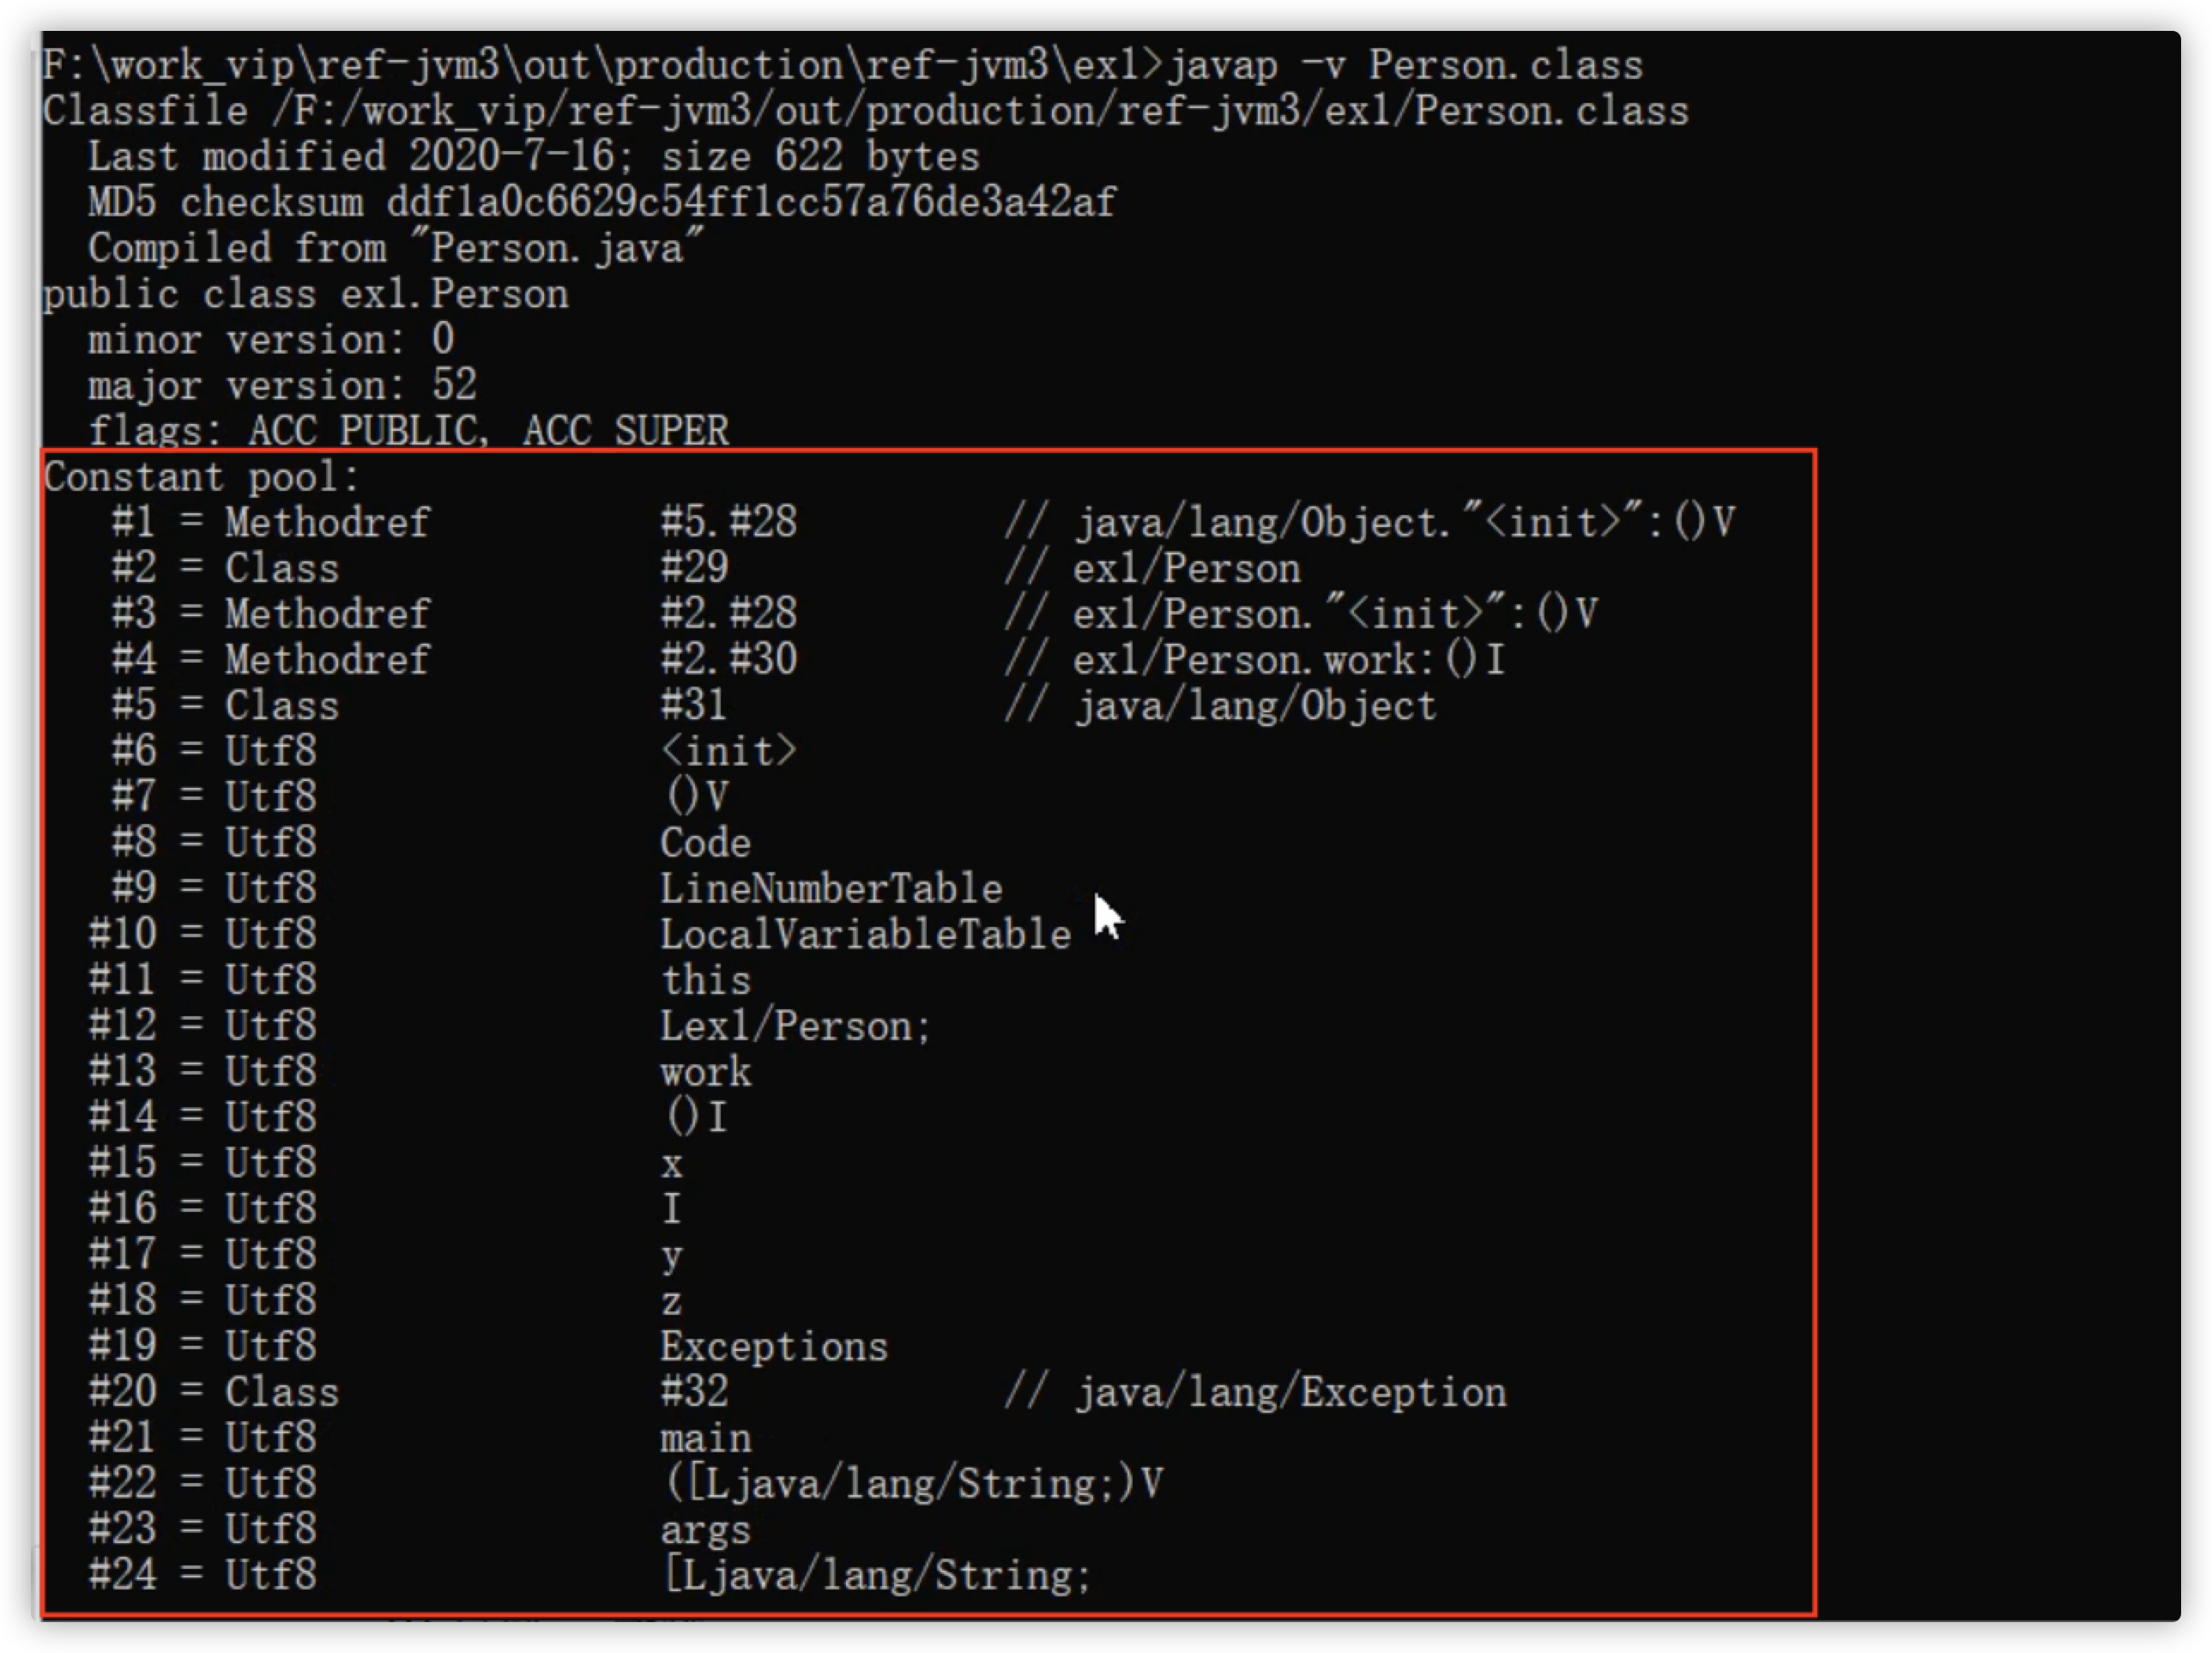 F:\work_vip\ref-jvm3\out\production\ref-jvm3\ex1>javap -v Person.class
Classfile /F:/work_vip/ref-jvm3/out/production/ref-jvm3/ex1/Person.class
  Last modified 2020-7-16; size 622 bytes
  MD5 checksum ddf1a0c6629c54ff1cc57a76de3a42af
  Compiled from "Person.java"
public class ex1.Person
  minor version: 0
  major version: 52
  flags: ACC_PUBLIC, ACC_SUPER
Constant pool:
   #1 = Methodref          #5.#28         // java/lang/Object."<init>":()V
   #2 = Class              #29            // ex1/Person
   #3 = Methodref          #2.#28         // ex1/Person."<init>":()V
   #4 = Methodref          #2.#30         // ex1/Person.work:()I
   #5 = Class              #31            // java/lang/Object
   #6 = Utf8               <init>
   #7 = Utf8               ()V
   #8 = Utf8               Code
   #9 = Utf8               LineNumberTable
  #10 = Utf8               LocalVariableTable
  #11 = Utf8               this
  #12 = Utf8               Lex1/Person;
  #13 = Utf8               work
  #14 = Utf8               ()I
  #15 = Utf8               x
  #16 = Utf8               I
  #17 = Utf8               y
  #18 = Utf8               z
  #19 = Utf8               Exceptions
  #20 = Class              #32            // java/lang/Exception
  #21 = Utf8               main
  #22 = Utf8               ([Ljava/lang/String;)V
  #23 = Utf8               args
  #24 = Utf8               [Ljava/lang/String;